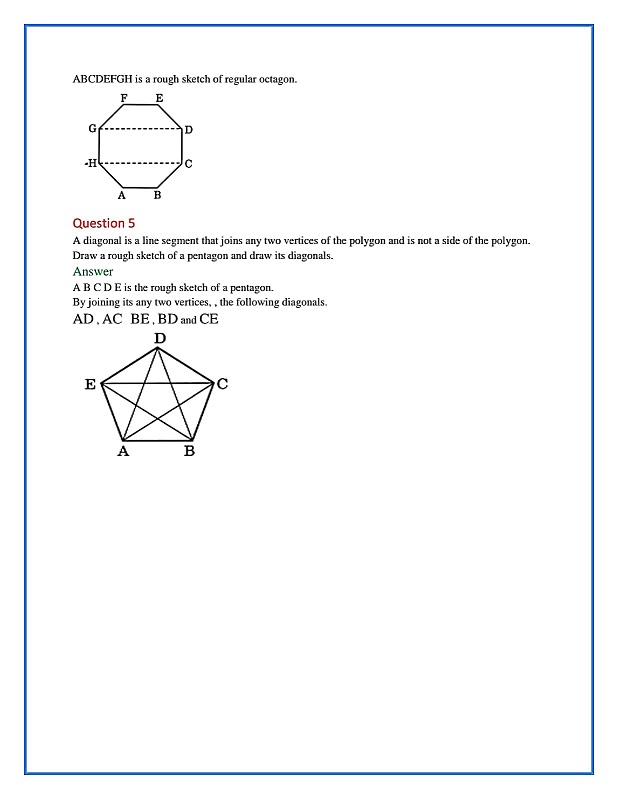 ABCDEFGH is a rough sketch of regular octagon.
F E
G D
H C
A B
Question 5
A diagonal is a line segment that joins any two vertices of the polygon and is not a side of the polygon.
Draw a rough sketch of a pentagon and draw its diagonals.
Answer
A B C D E is the rough sketch of a pentagon.
By joining its any two vertices, , the following diagonals.
AD , AC BE , BD and CE
D
E C
A B